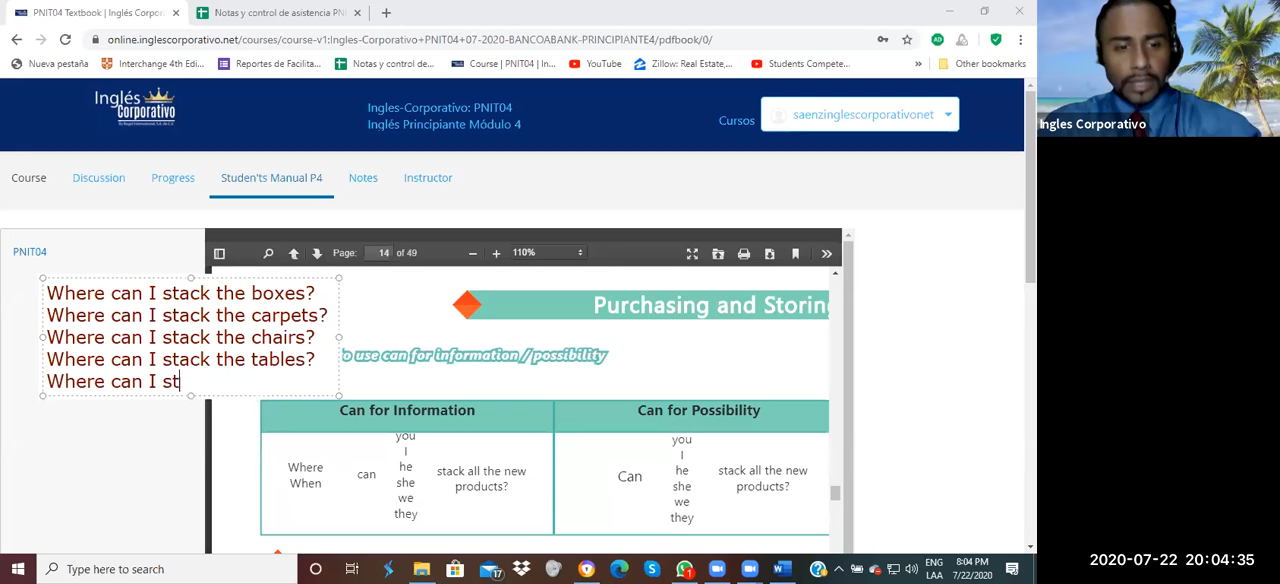 PNIT04 Textbook | Inglés Corpor
Notas y control de asistencia PNI
online.inglescorporativo.net/courses/course-v1:Ingles-Corporativo+PNIT04+07-2020-BANCOABANK-PRINCIPIANTE4/pdfbook/0/
Nueva pestaña
Interchange 4th Edi...
Reportes de Facilita...
Notas y control de...
Course | PNIT04 | In...
YouTube
Zillow: Real Estate,...
Students Compete...
»
Other bookmarks
Inglés
Corporativo
Ingles-Corporativo: PNIT04
Inglés Principiante Módulo 4
Cursos
saenzinglescorporativonet
Ingles Corporativo
Course
Discussion
Progress
Studen'ts Manual P4
Notes
Instructor
PNIT04
Page:
14
of 49
110%
Where can I stack the boxes?
Where can I stack the carpets?
Where can I stack the chairs?
Where can I stack the tables?
Where can I st
Purchasing and Storing
to use can for information/possibility
Can for Information
Can for Possibility
Where
When
can
you
I
he
she
we
they
stack all the new
products?
Can
you
I
he
she
we
they
stack all the new
products?
Type here to search
17
1
ENG
LAA
8:04 PM
7/22/2020
2020-07-22 20:04:35